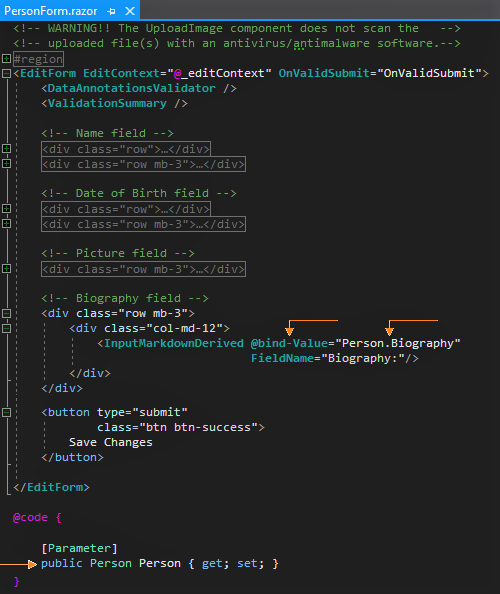 PersonForm.razor
<!-- WARNING!! The UploadImage component does not scan the   -->
<!-- uploaded file(s) with an antivirus/antimalware software.-->
#region
<EditForm EditContext="@_editContext" OnValidSubmit="OnValidSubmit">
    <DataAnnotationsValidator />
    <ValidationSummary />
    <!-- Name field -->
    <div class="row">…</div>
    <div class="row mb-3">…</div>
    <!-- Date of Birth field -->
    <div class="row">…</div>
    <div class="row mb-3">…</div>
    <!-- Picture field -->
    <div class="row mb-3">…</div>
    <!-- Biography field -->
    <div class="row mb-3">
        <div class="col-md-12">
            <InputMarkdownDerived @bind-Value="Person.Biography"
                                  FieldName="Biography:"/>
        </div>
    </div>
    <button type="submit"
            class="btn btn-success">
        Save Changes
    </button>
</EditForm>
@code {
    [Parameter]
    public Person Person { get; set; }
}